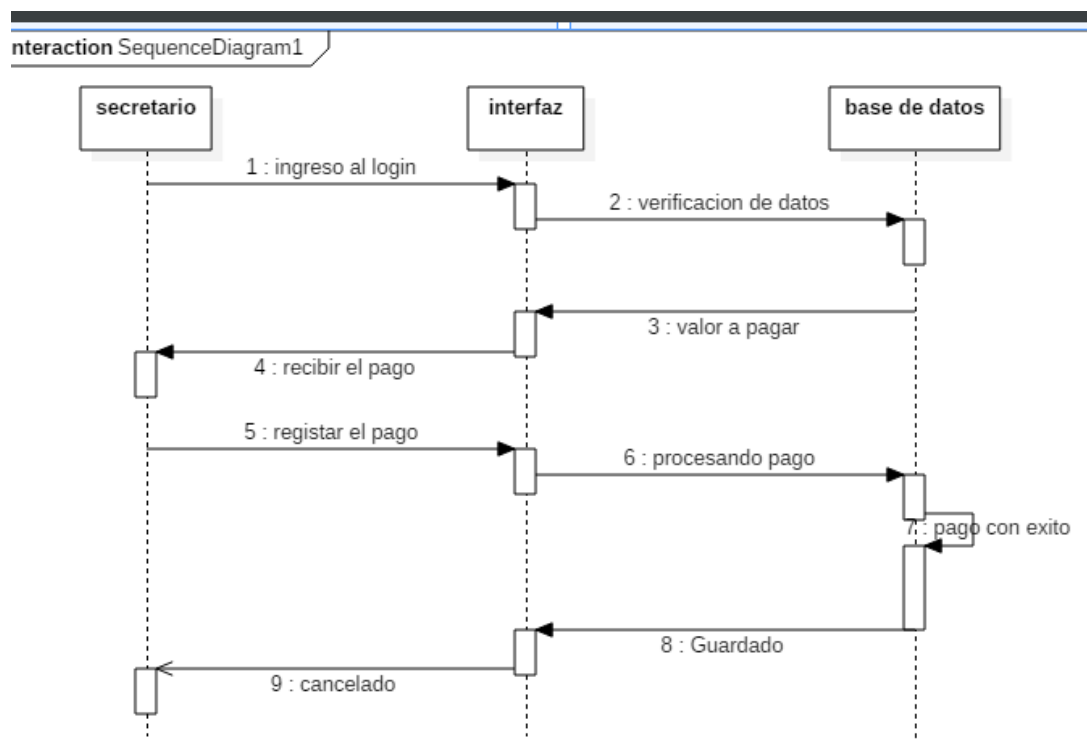 nteraction SequenceDiagram1
secretario
interfaz
base de datos
1 : ingreso al login
2 : verificacion de datos
3 : valor a pagar
4 : recibir el pago
5 : registar el pago
6 : procesando pago
7 : pago con exito
8 : Guardado
9 : cancelado